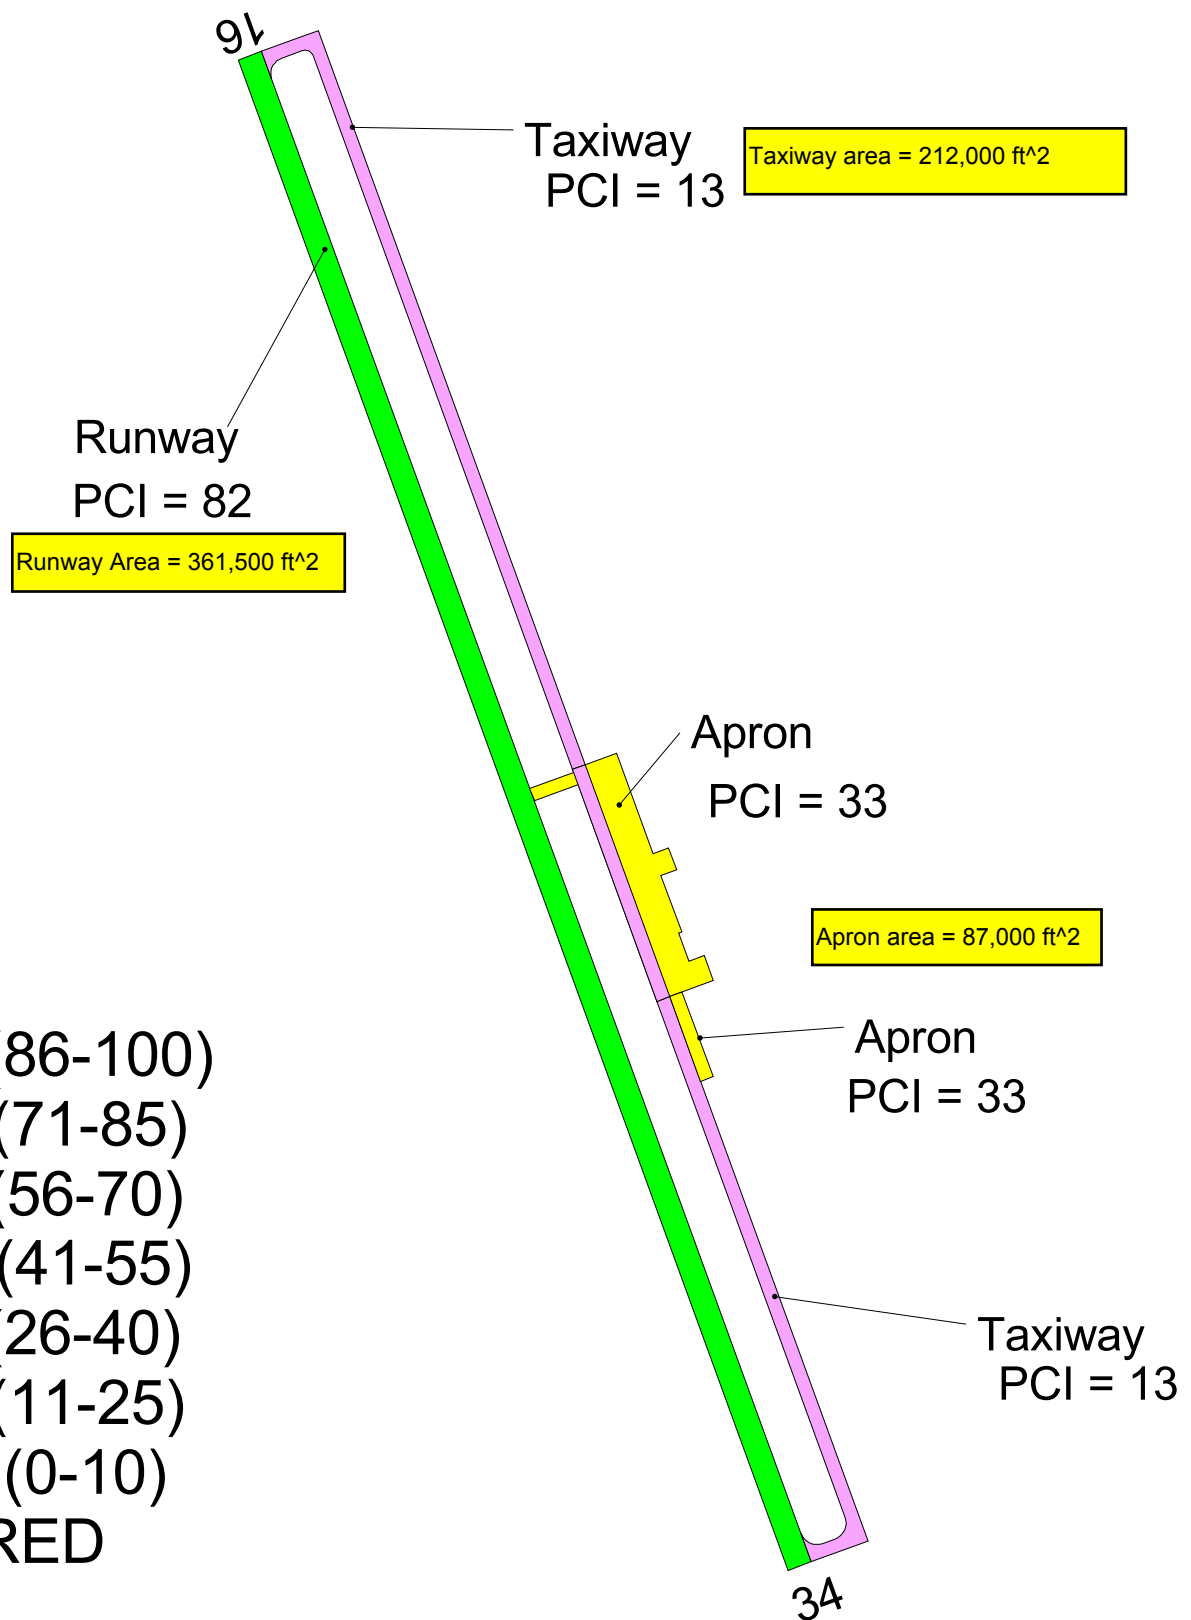 16
Taxiway
PCI = 13
Taxiway area = 212,000 ft^2
Runway
PCI = 82
Runway Area = 361,500 ft^2
Apron
PCI = 33
Apron area = 87,000 ft^2
Apron
PCI = 33
(86-100)
(71-85)
(56-70)
(41-55)
(26-40)
(11-25)
(0-10)
RED
Taxiway
PCI = 13
34